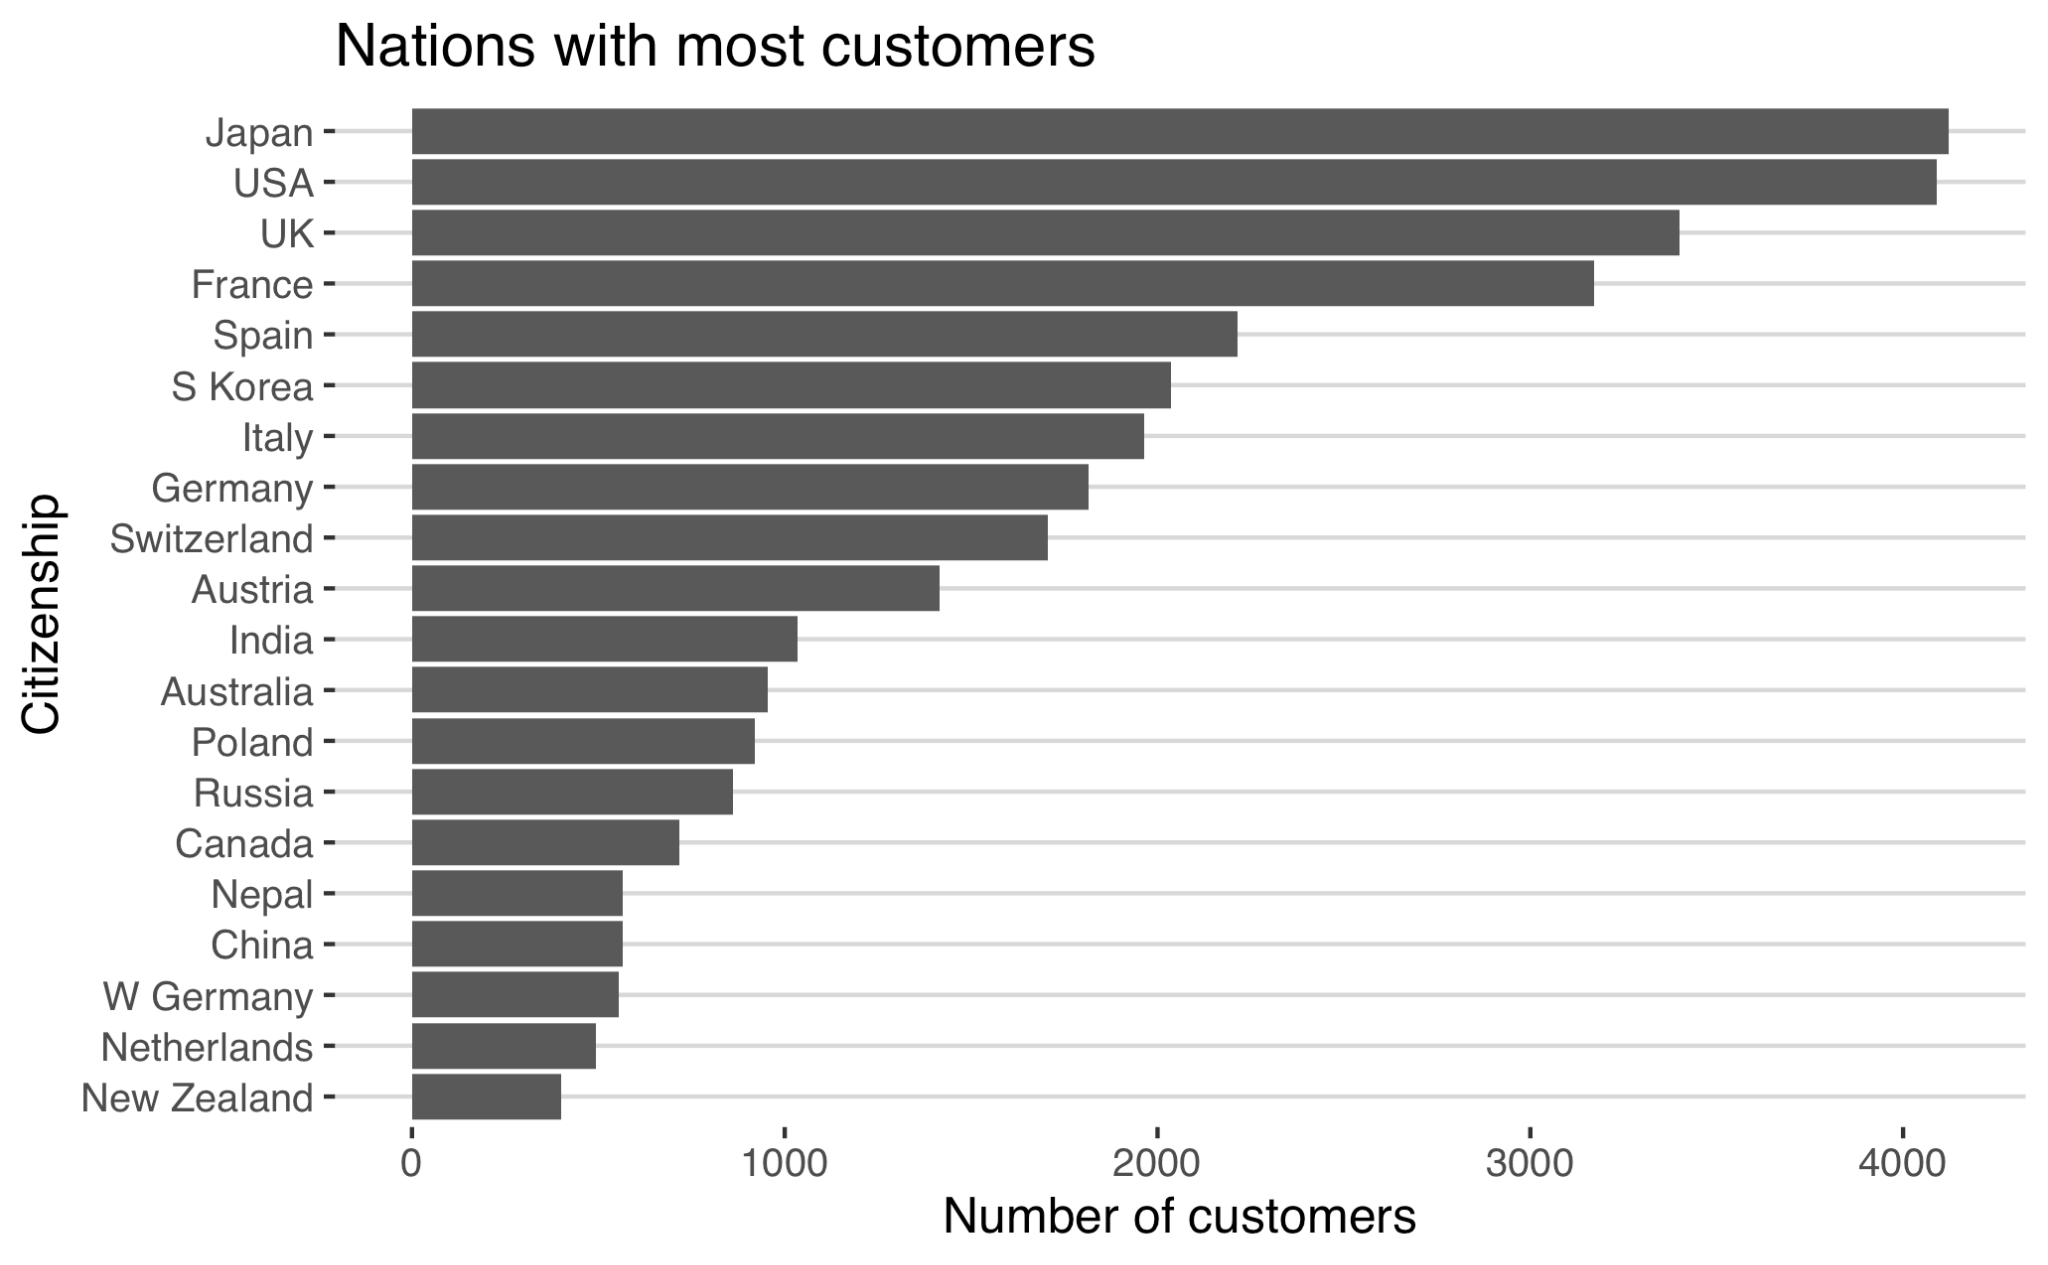 Nations with most customers
Japan
USA
UK
France
Spain
S Korea
Italy
Germany
Switzerland
Austria
India
Australia
Poland
Russia
Canada
Nepal
China
W Germany
Netherlands
New Zealand
Citizenship
0 1000 2000 3000 4000
Number of customers